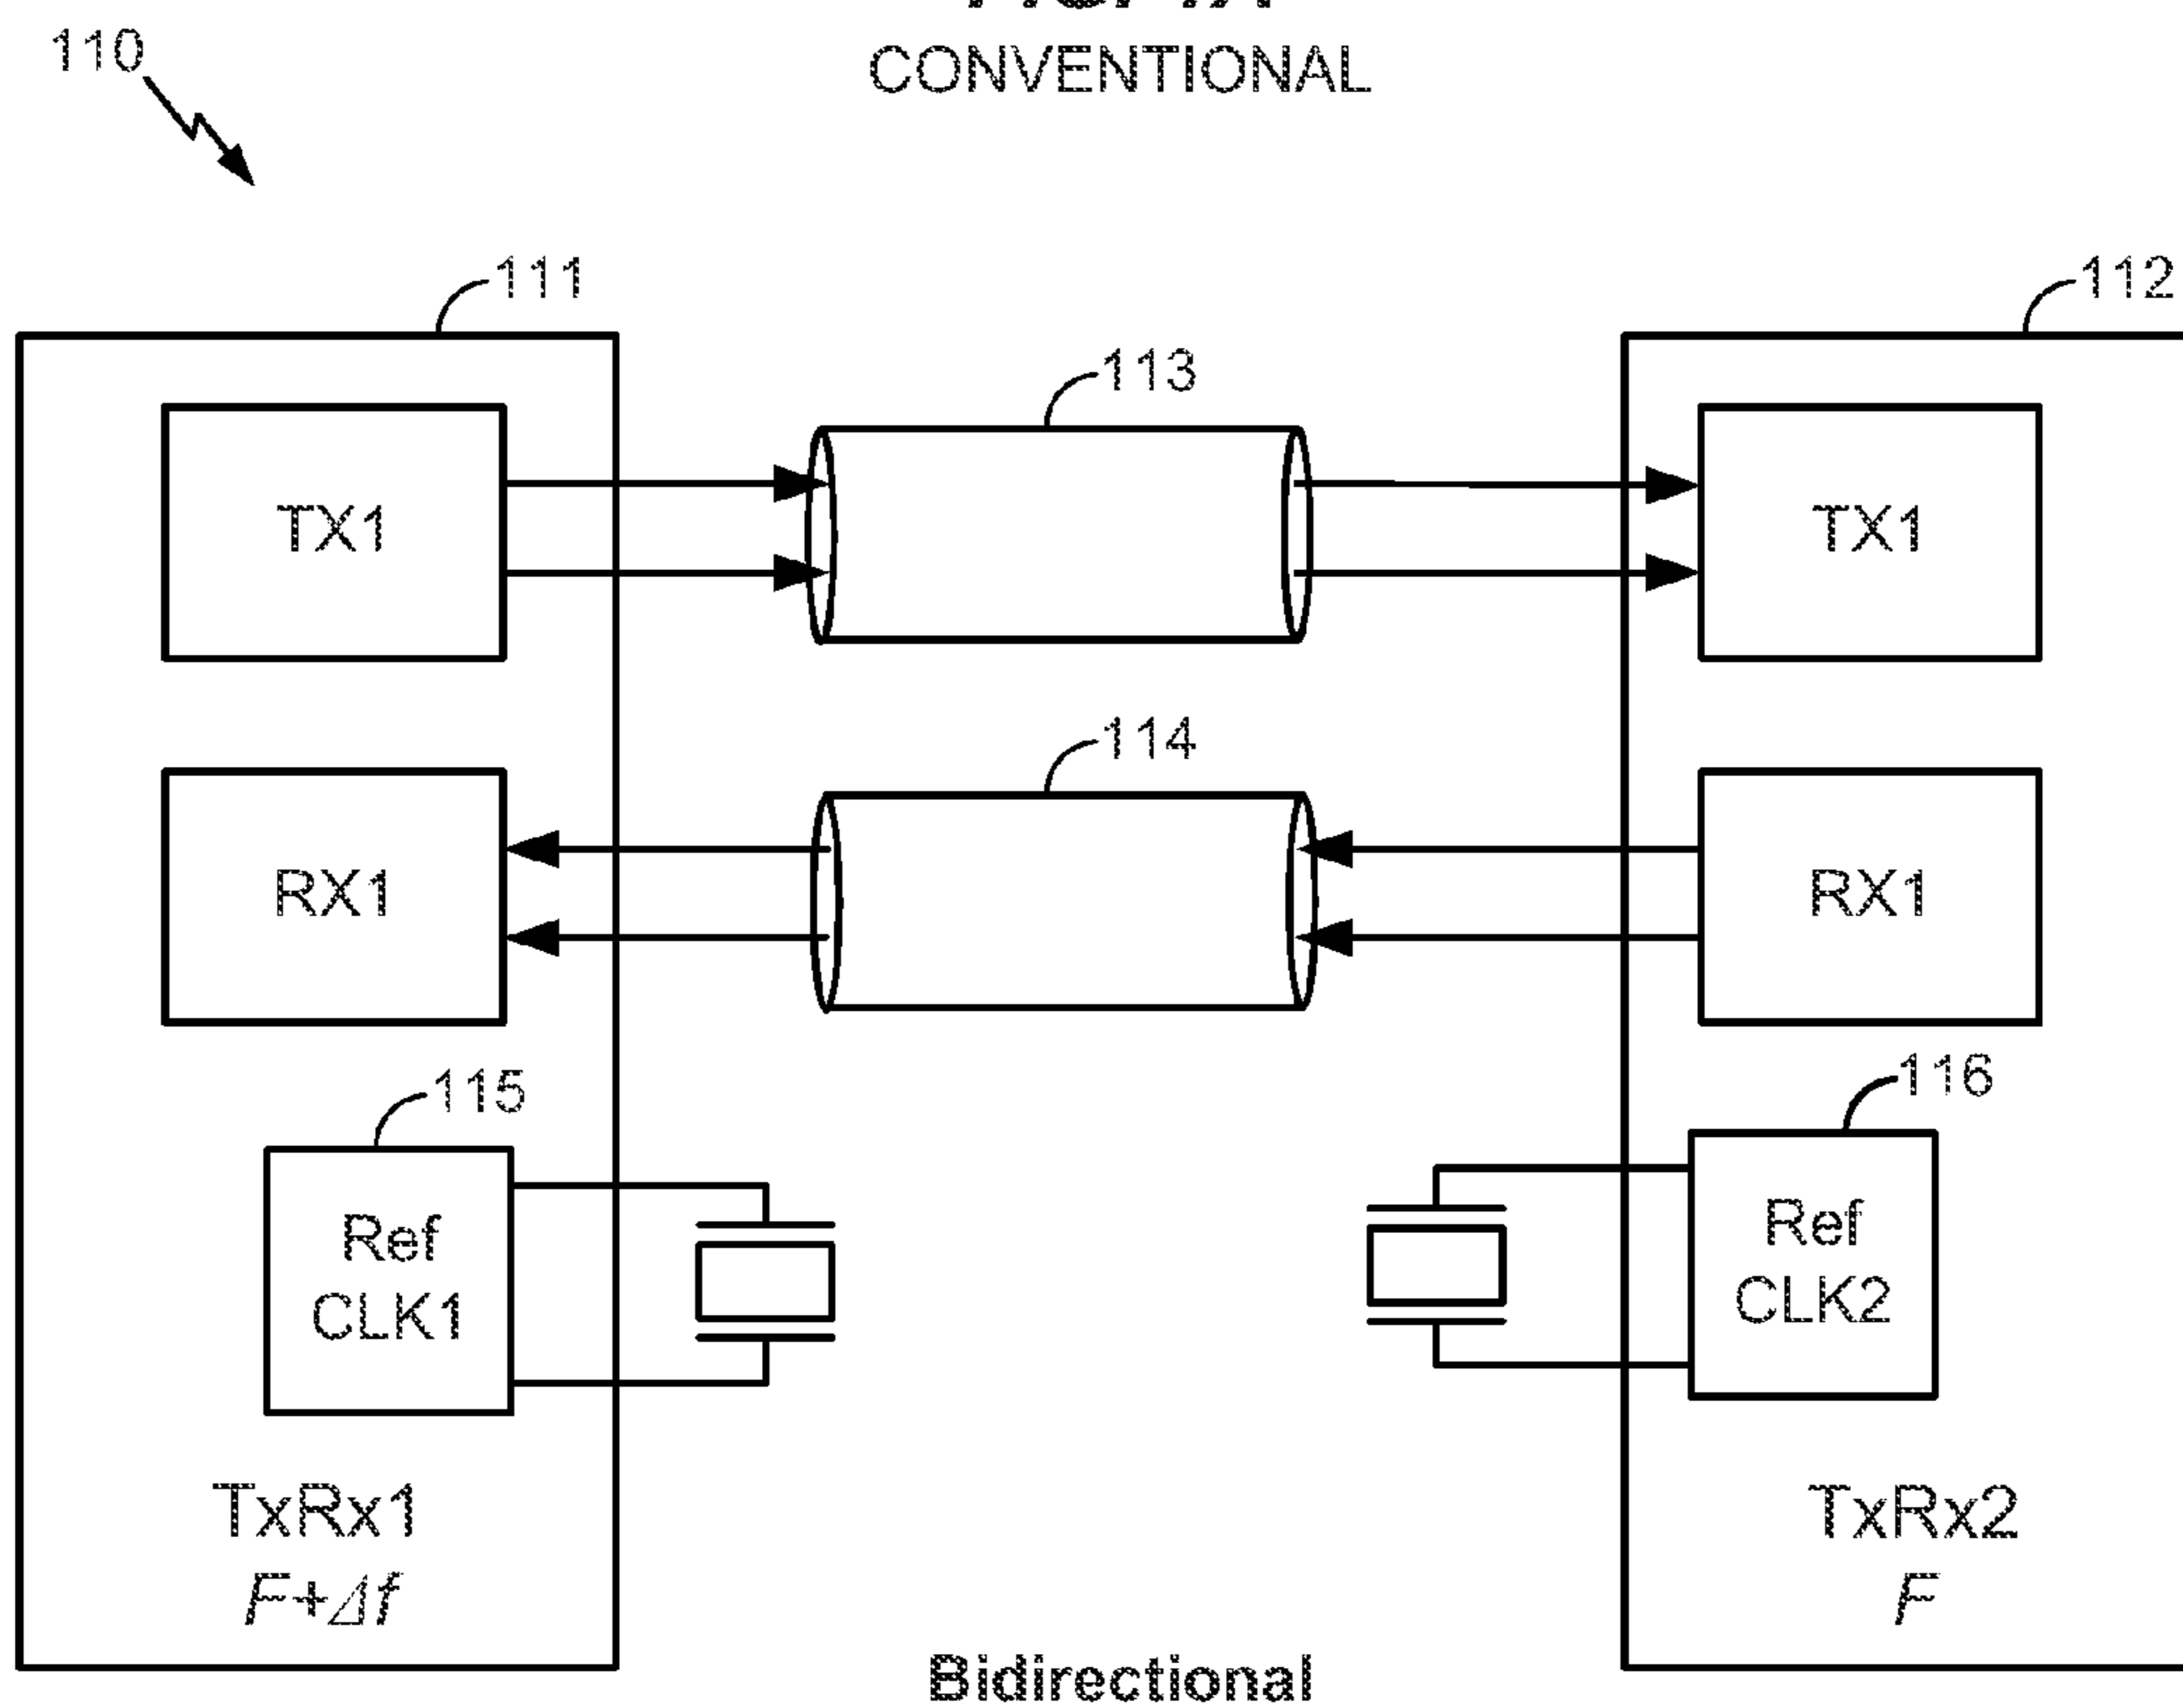 CONVENTIONAL
110
111
112
113
TX1
TX1
114
RX1
RX1
115
116
Ref
CLK1
Ref
CLK2
TxRx1
F+Δf
TxRx2
F
Bidirectional